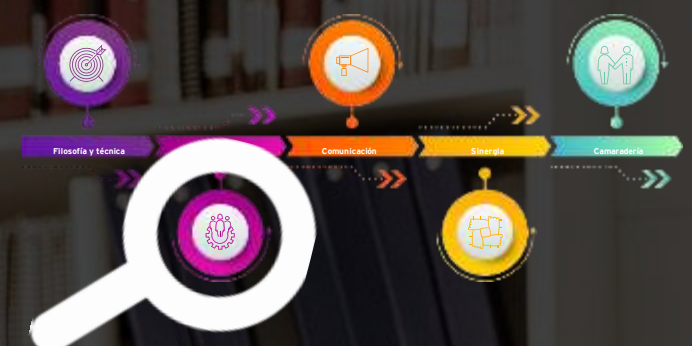 Filosofía y técnica
Comunicación
Sinergia
Camaradería